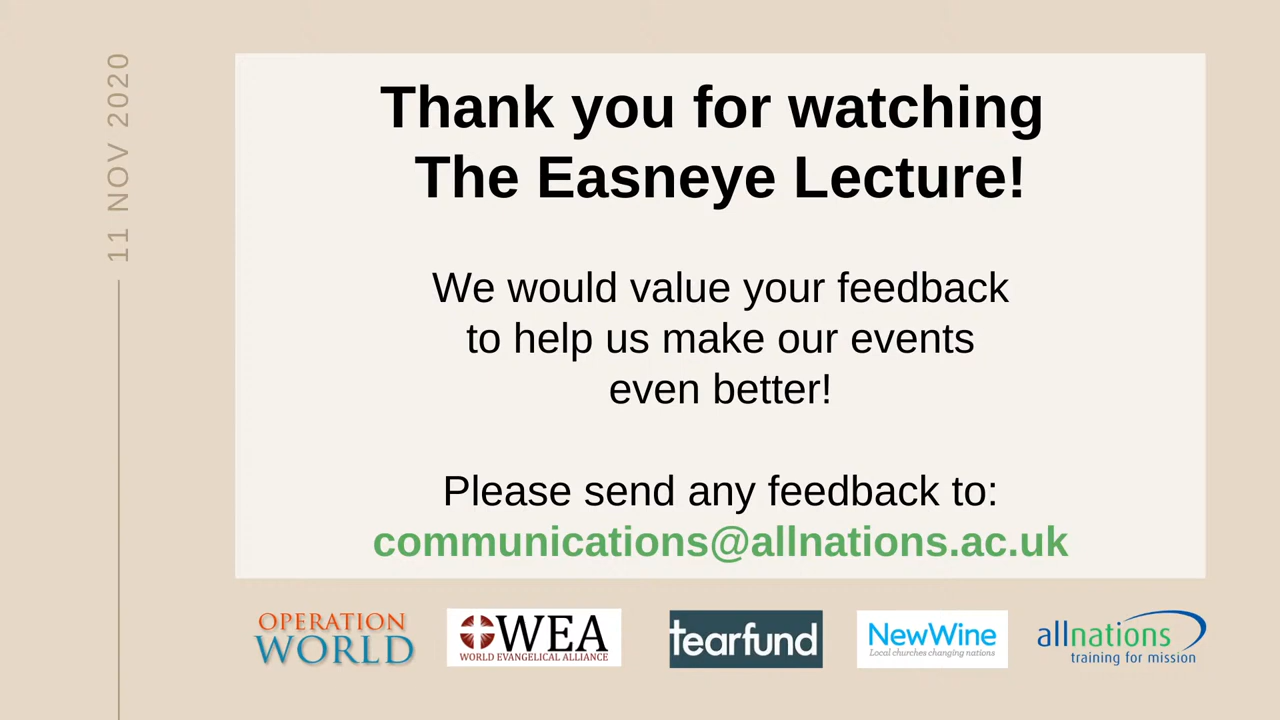 11 NOV 2020
Thank you for watching
The Easneye Lecture!
We would value your feedback
to help us make our events
even better!
Please send any feedback to:
communications@allnations.ac.uk
OPERATION
WORLD
WEA
WORLD EVANGELICAL ALLIANCE
tearfund
NewWine
Local churches changing nations
allnations
training for mission